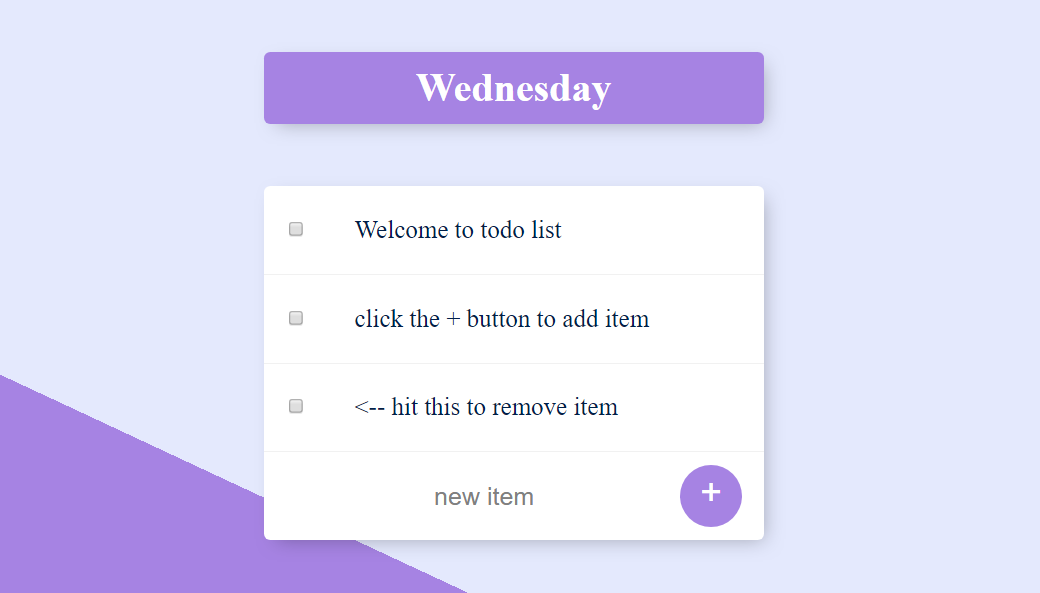 Wednesday
Welcome to todo list
click the + button to add item
<-- hit this to remove item
new item +